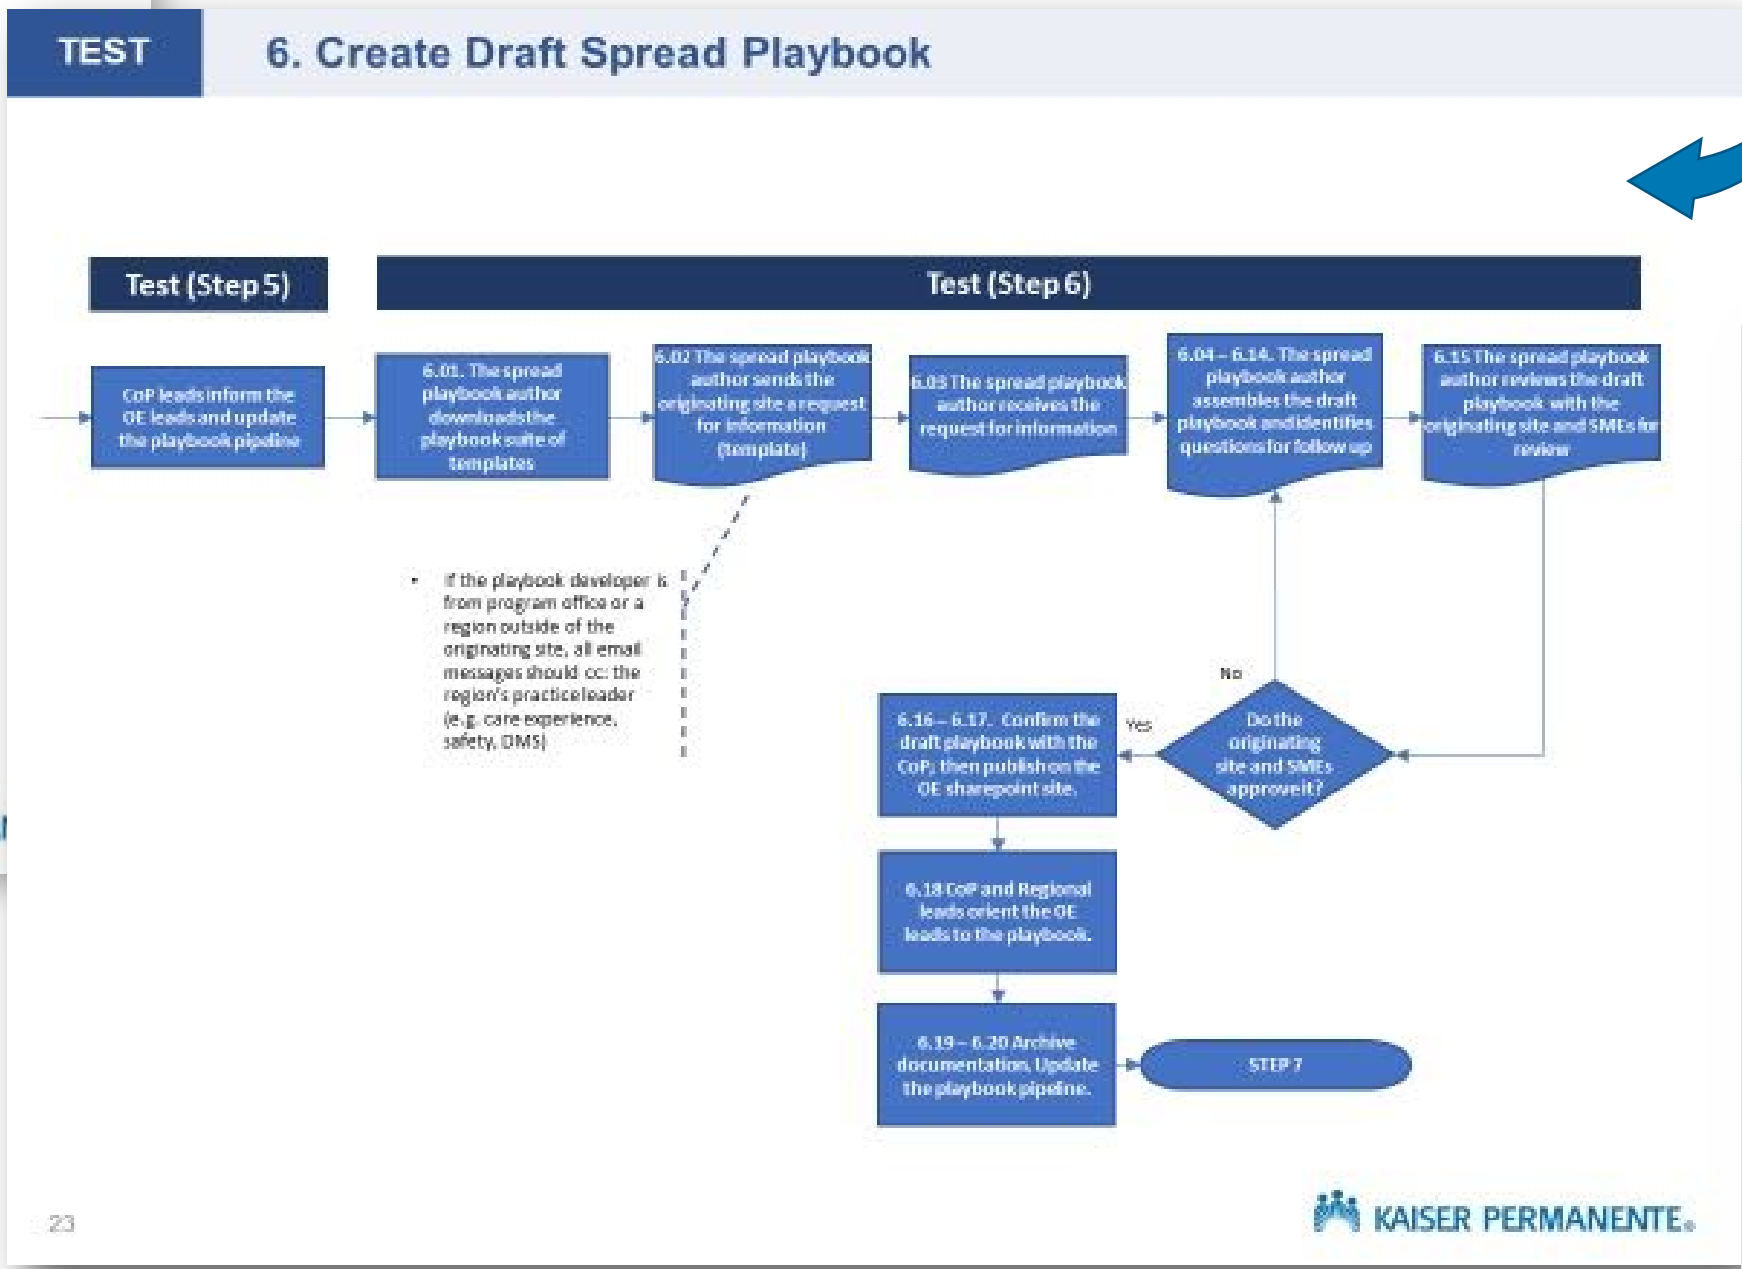 TEST
6. Create Draft Spread Playbook
Test (Step 5)
Test (Step 6)
CoP leads inform the
OE leads and update
the playbook pipeline
6.01. The spread
playbook author
downloads the
playbook suite of
templates
6.02 The spread playbook
author sends the
originating site a request
for information
(template)
6.03 The spread playbook
author receives the
request for information
6.04 – 6.14. The spread
playbook author
assembles the draft
playbook and identifies
questions for follow up
6.15 The spread playbook
author reviews the draft
playbook with the
originating site and SMEs for
review
• If the playbook developer is
from program office or a
region outside of the
originating site, all email
messages should cc: the
region's practice leader
(e.g. care experience,
safety, DMS)
No
Do the
originating
site and SMEs
approve it?
Yes
6.16 – 6.17. Confirm the
draft playbook with the
CoP; then publish on the
OE sharepoint site.
6.18 CoP and Regional
leads orient the OE
leads to the playbook.
6.19 – 6.20 Archive
documentation. Update
the playbook pipeline.
STEP 7
23
KAISER PERMANENTE®